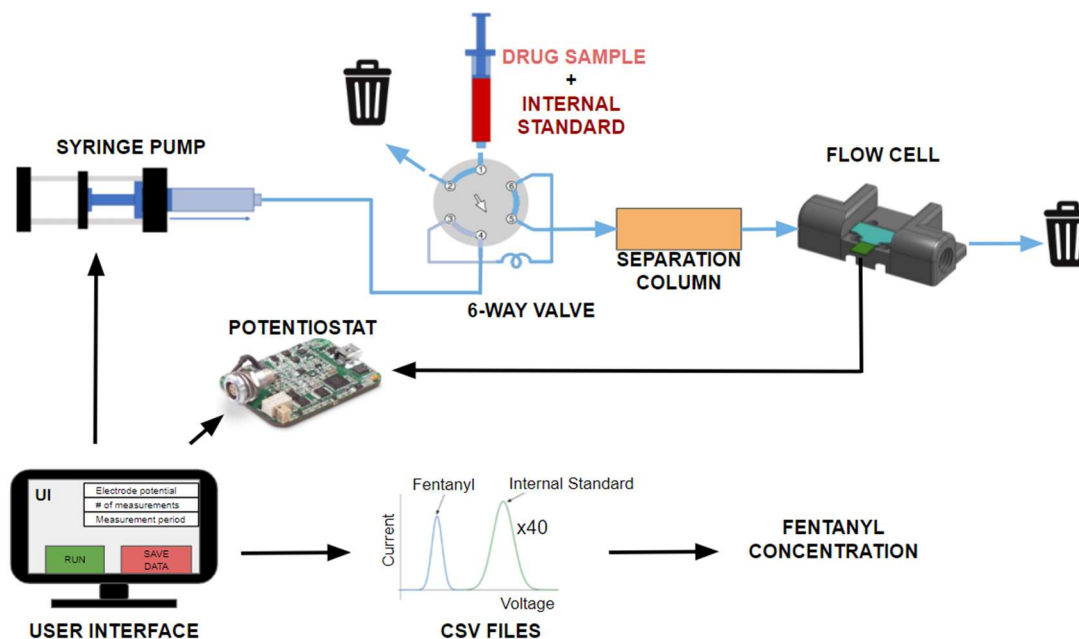 DRUG SAMPLE
+
INTERNAL
STANDARD
SYRINGE PUMP
FLOW CELL
1
2
6
3
5
4
SEPARATION
COLUMN
6-WAY VALVE
POTENTIOSTAT
UI
Electrode potential
# of measurements
Measurement period
RUN
SAVE
DATA
USER INTERFACE
Fentanyl
Internal Standard
x40
Current
Voltage
CSV FILES
FENTANYL
CONCENTRATION